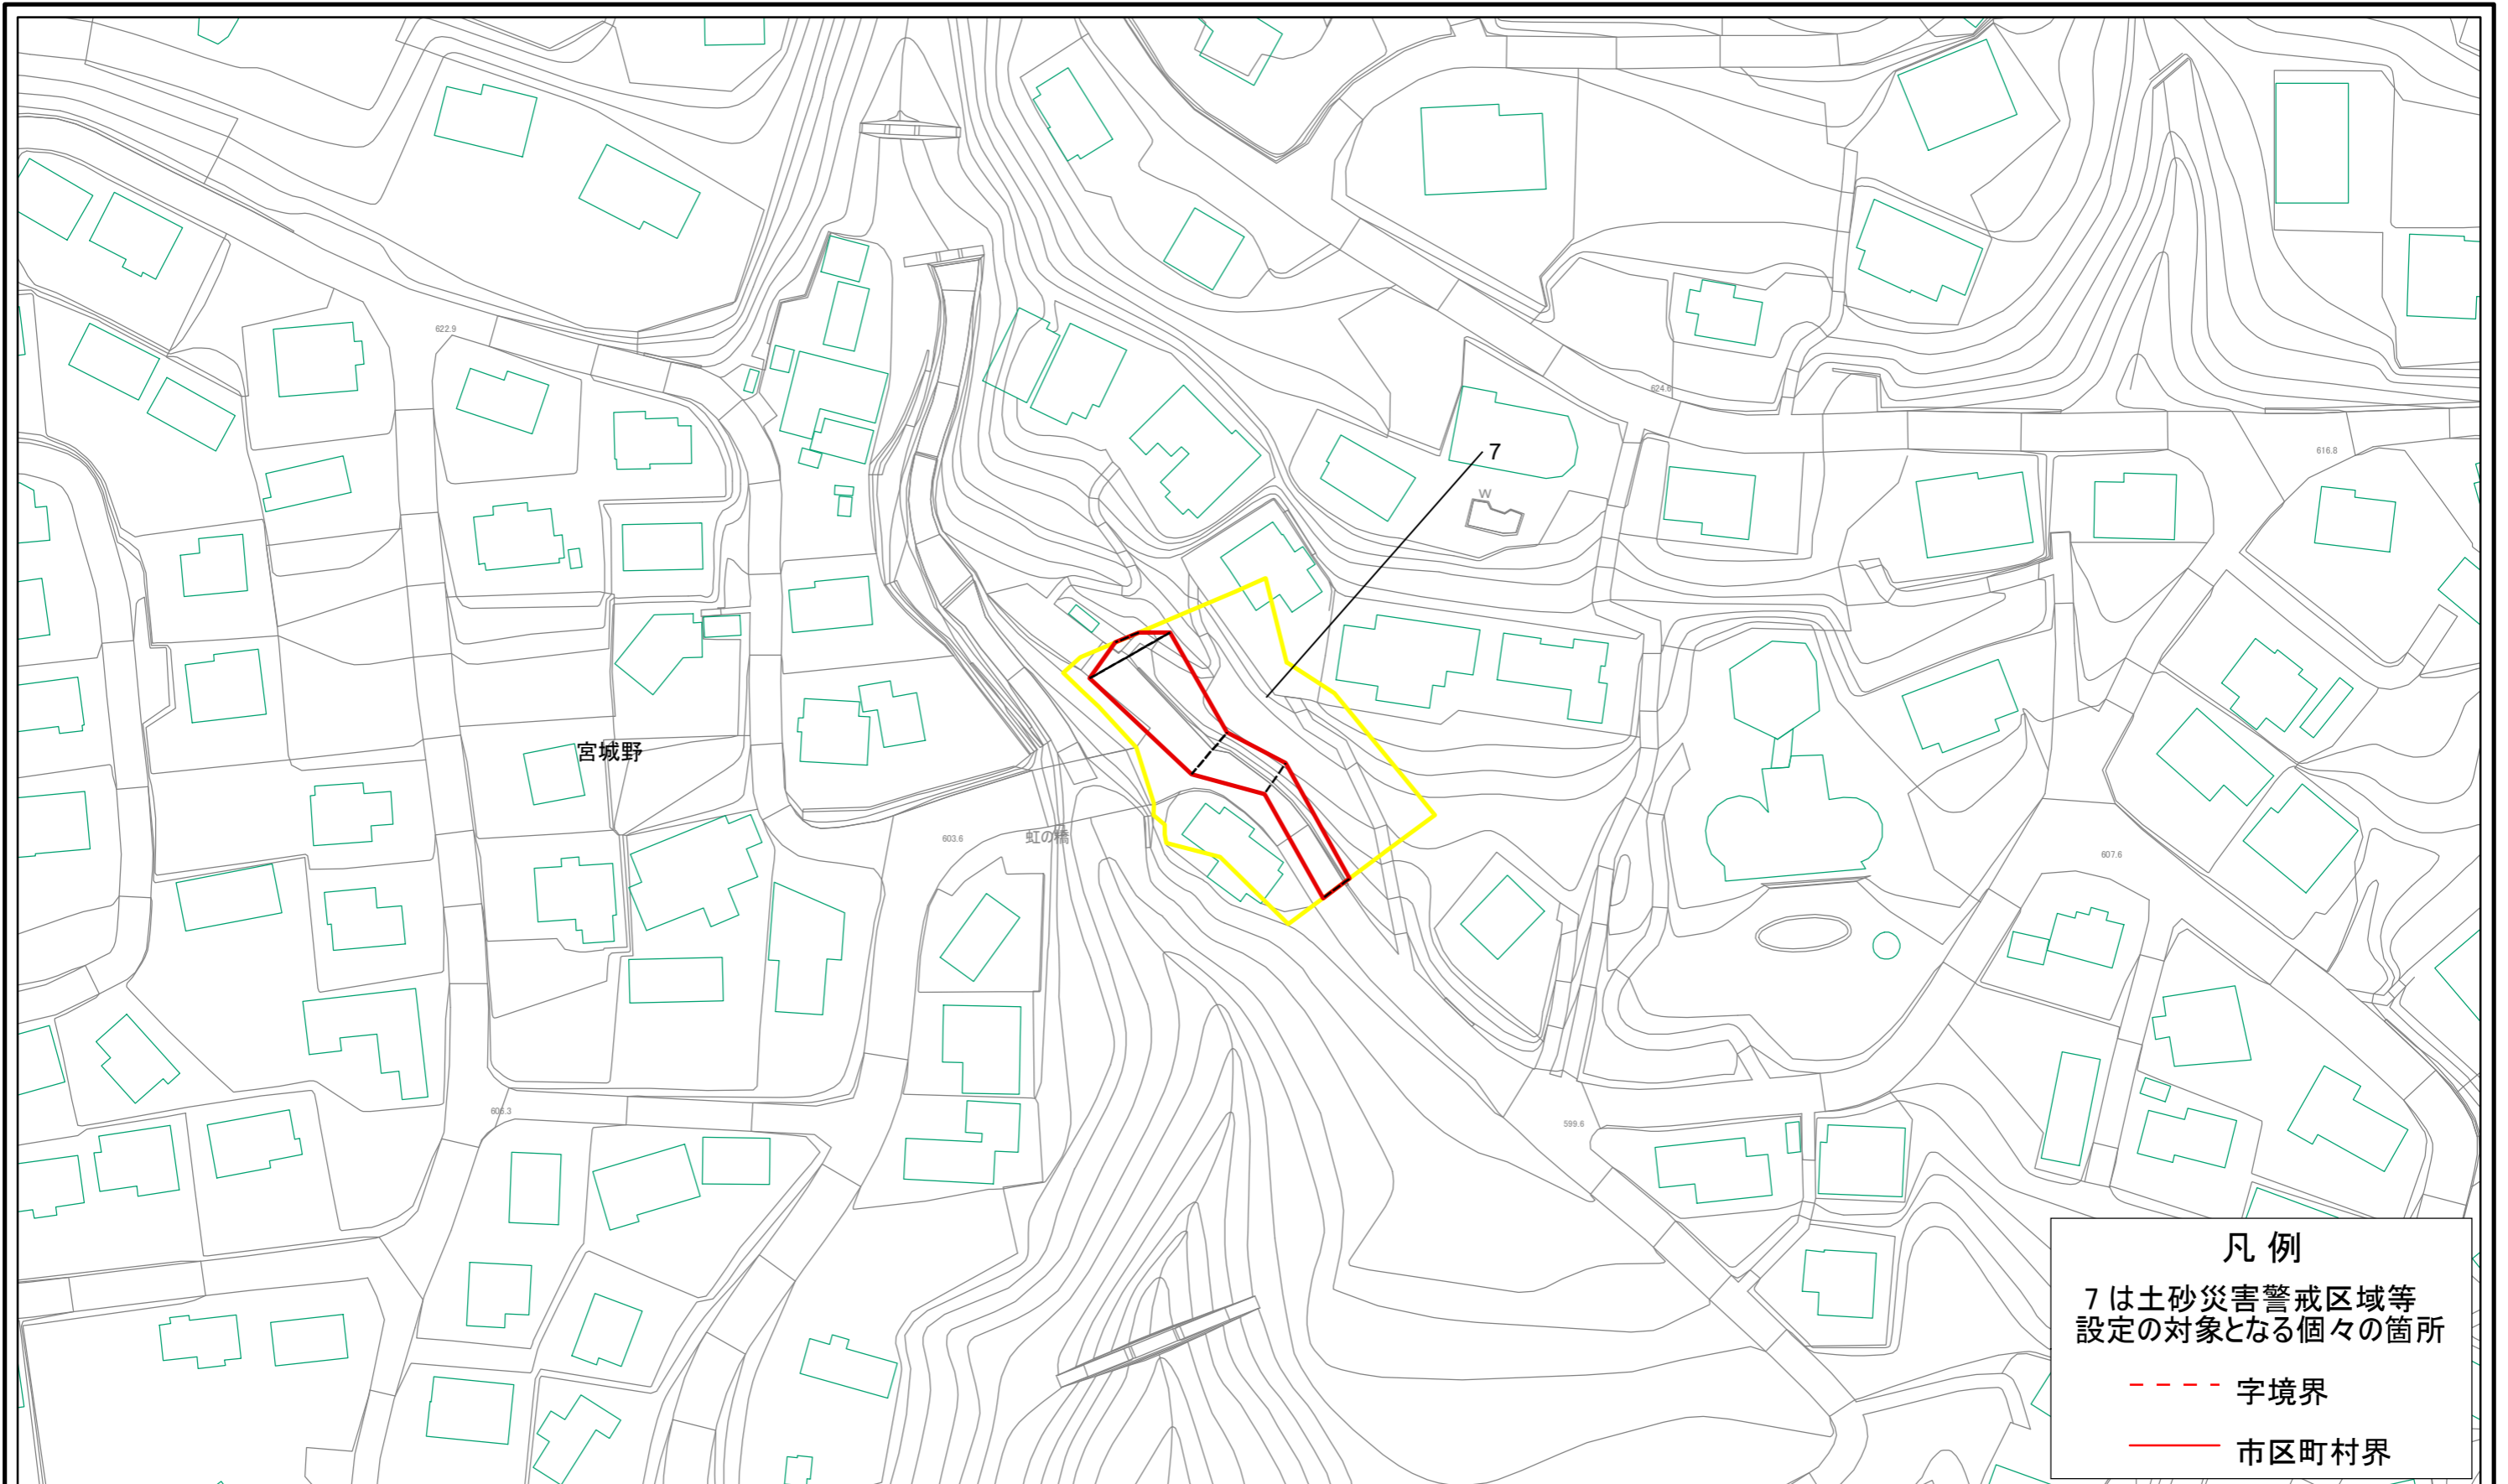 622.9
624.6
7
W
616.8
宮城野
603.6
虹の橋
607.6
606.3
599.6
凡 例
7 は土砂災害警戒区域等
設定の対象となる個々の箇所
字境界
市区町村界